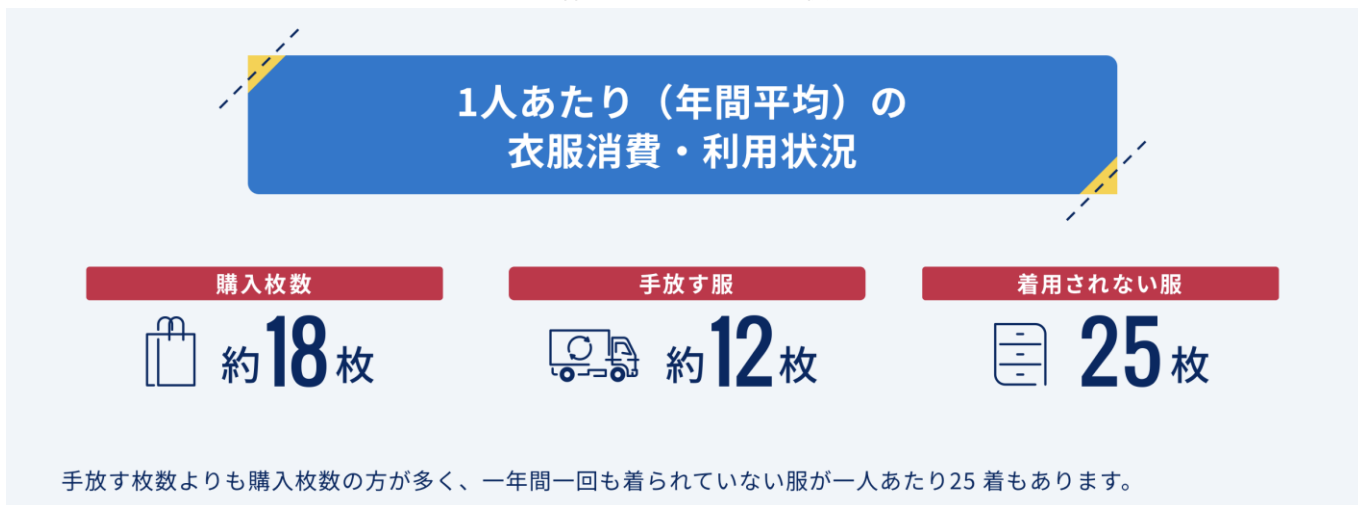 1人あたり（年間平均）の
衣服消費・利用状況
購入枚数
約18枚
手放す服
約12枚
着用されない服
25枚
手放す枚数よりも購入枚数の方が多く、一年間一回も着られていない服が一人あたり25 着もあります。